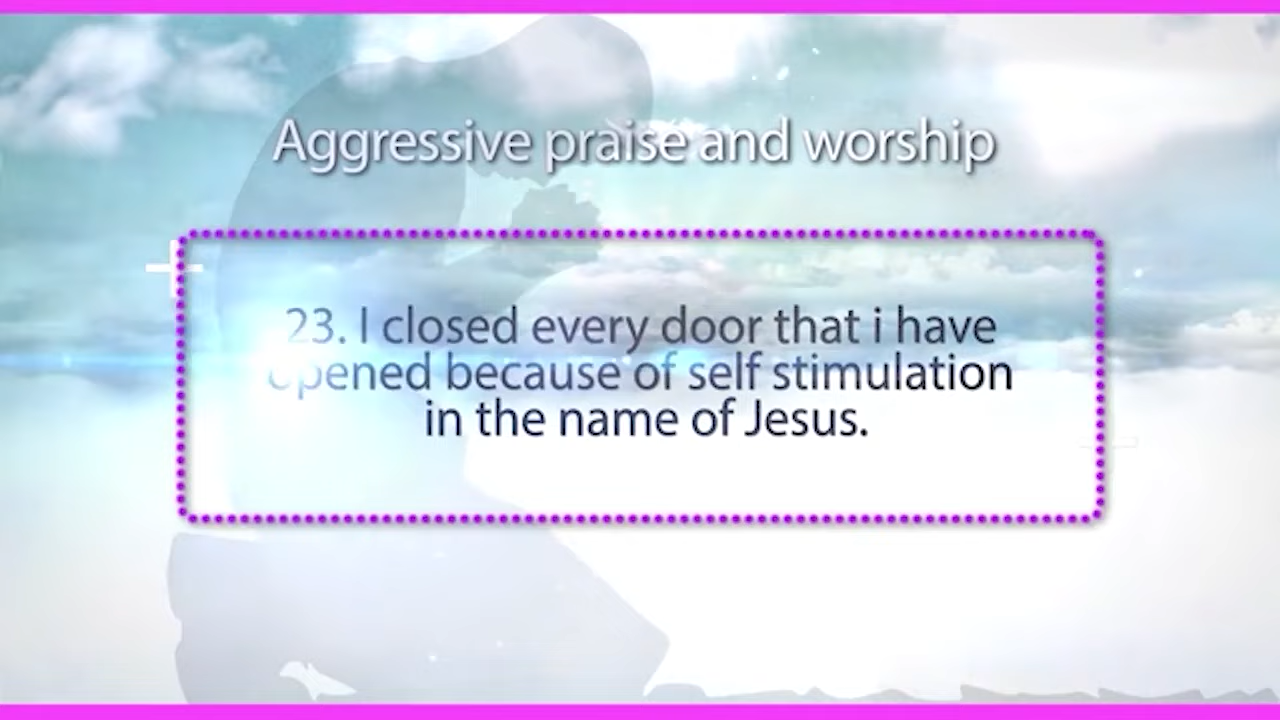 Aggressive praise and worship
23. I closed every door that i have
opened because of self stimulation
in the name of Jesus.